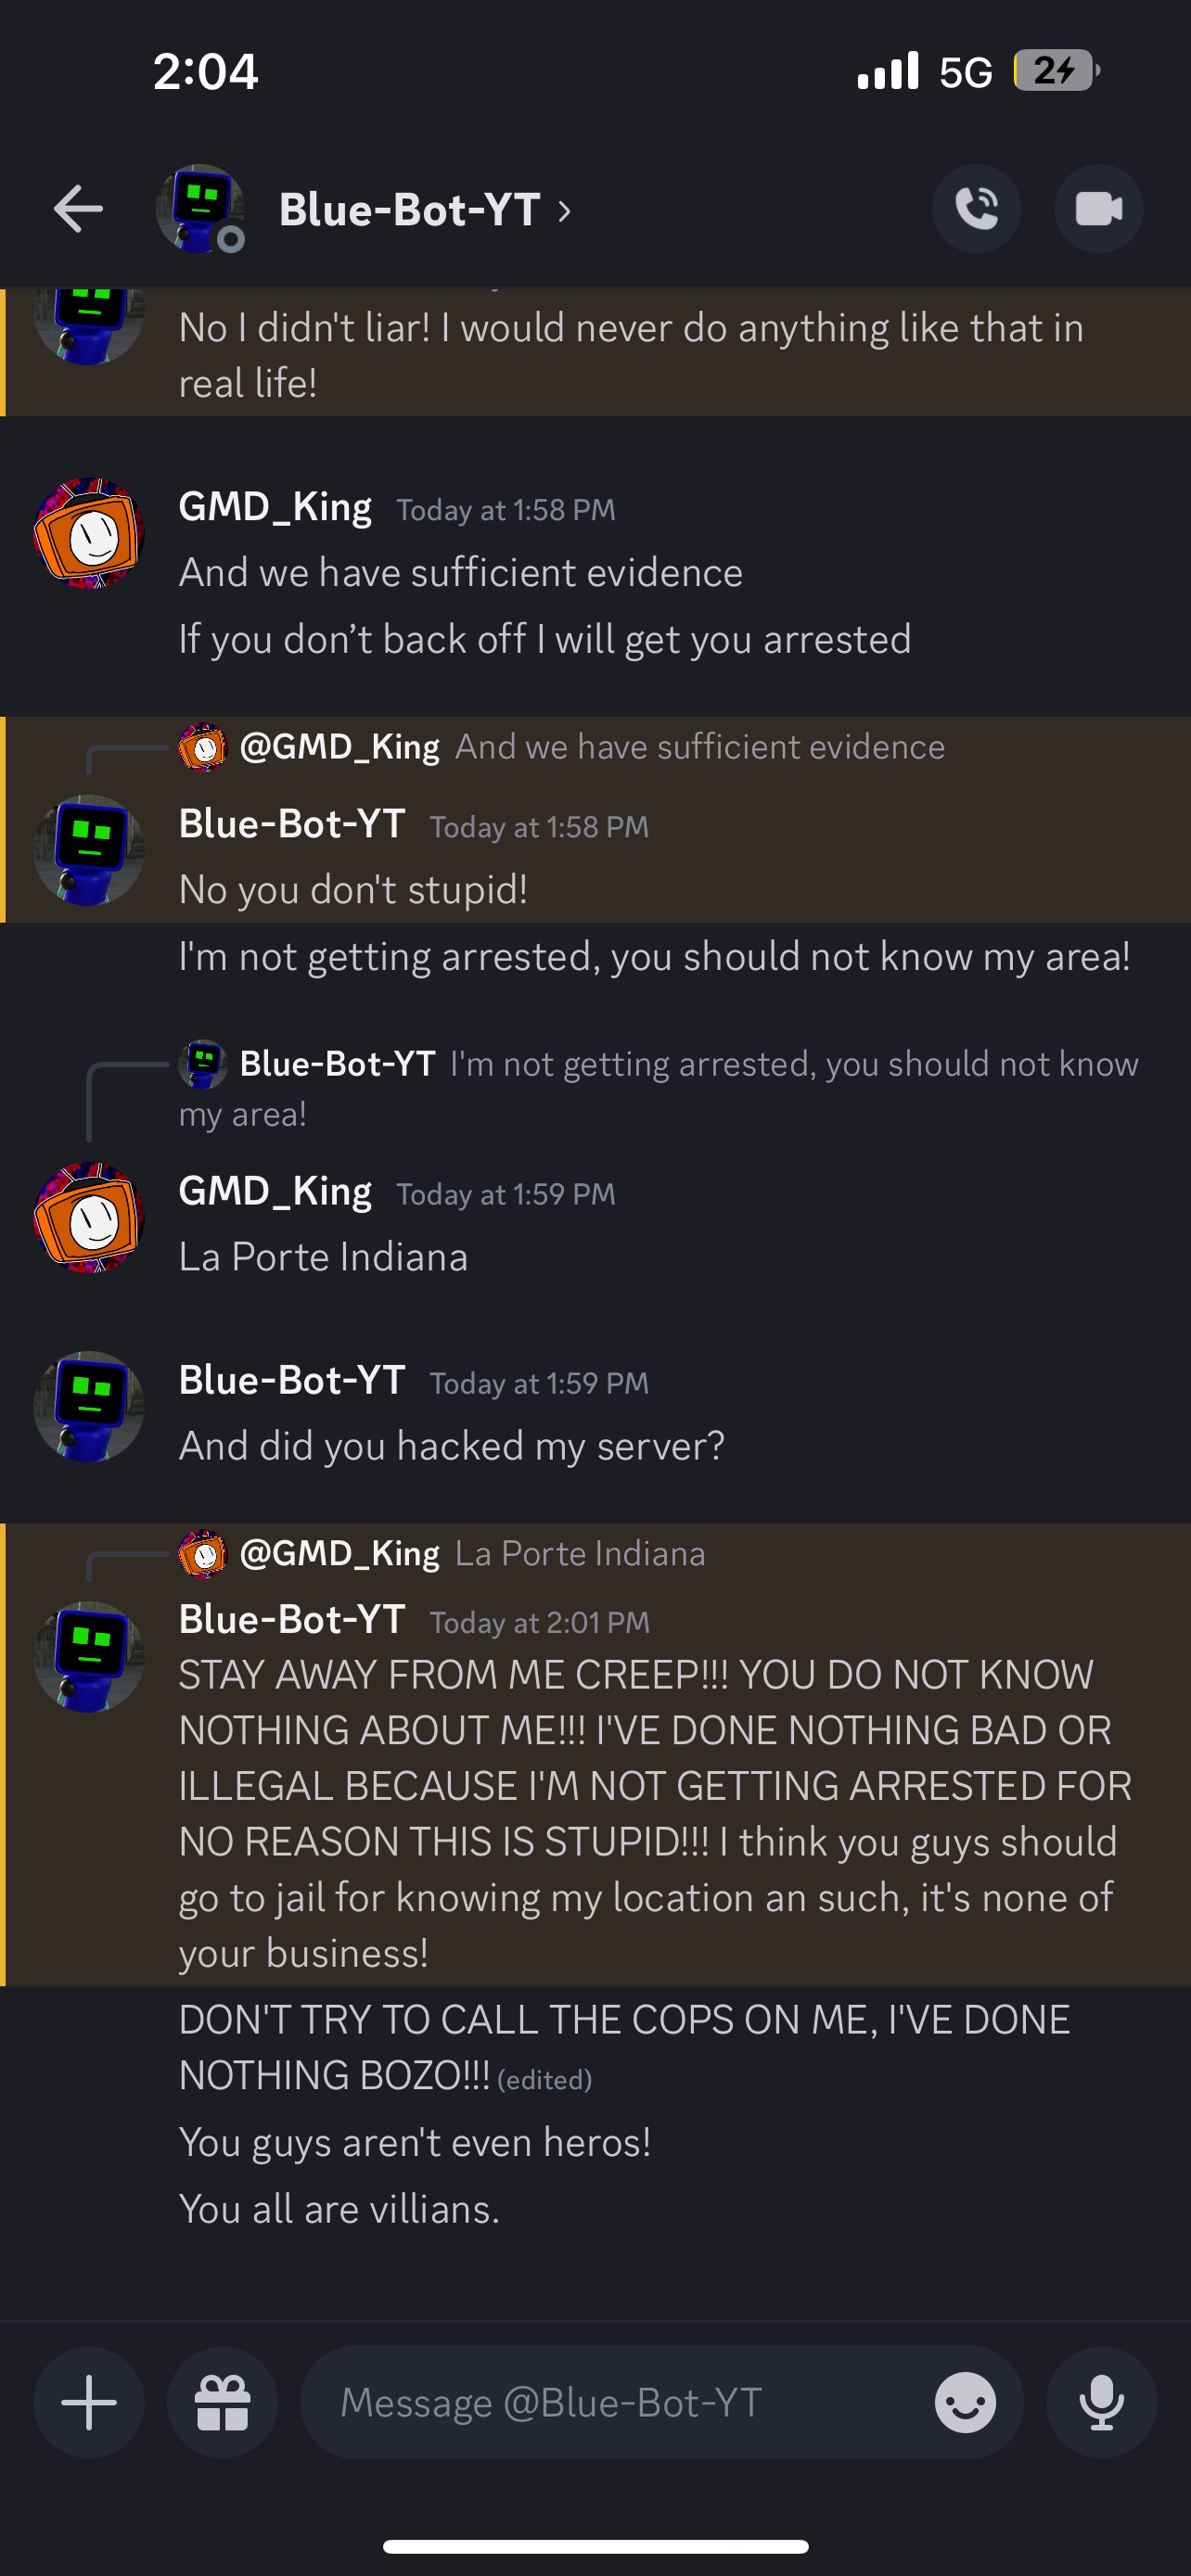 2:04 5G 2
Blue-Bot-YT
No I didn't liar! I would never do anything like that in
real life!
GMD_King Today at 1:58 PM
And we have sufficient evidence
If you don’t back off I will get you arrested
@GMD_King And we have sufficient evidence
Blue-Bot-YT Today at 1:58 PM
No you don't stupid!
I'm not getting arrested, you should not know my area!
Blue-Bot-YT I'm not getting arrested, you should not know
my area!
GMD_King Today at 1:59 PM
La Porte Indiana
Blue-Bot-YT Today at 1:59 PM
And did you hacked my server?
@GMD_King La Porte Indiana
Blue-Bot-YT Today at 2:01 PM
STAY AWAY FROM ME CREEP!!! YOU DO NOT KNOW
NOTHING ABOUT ME!!! I'VE DONE NOTHING BAD OR
ILLEGAL BECAUSE I'M NOT GETTING ARRESTED FOR
NO REASON THIS IS STUPID!!! I think you guys should
go to jail for knowing my location an such, it's none of
your business!
DON'T TRY TO CALL THE COPS ON ME, I'VE DONE
NOTHING BOZO!!! (edited)
You guys aren't even heros!
You all are villians.
Message @Blue-Bot-YT